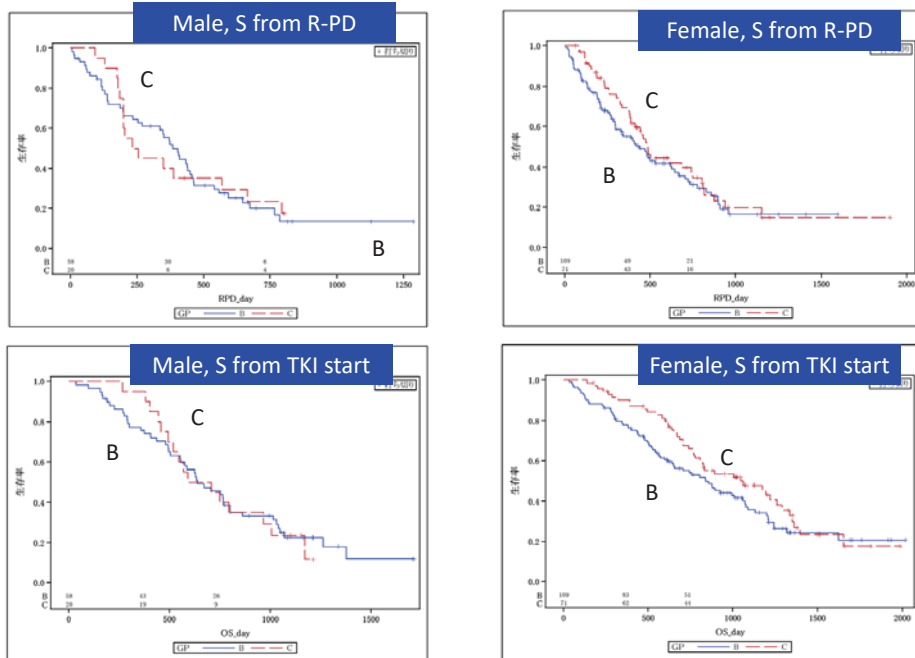 Male, S from R-PD
1.0
0.8
0.6
0.4
0.2
0.0
生存率
C
B
B 58 30 6
C 20 8 4
0 250 500 750 1000 1250
RPD_day
GP B C
Female, S from R-PD
1.0
0.8
0.6
0.4
0.2
0.0
生存率
C
B
B 109 49 21
C 71 43 16
0 500 1000 1500 2000
RPD_day
GP B C
Male, S from TKI start
1.0
0.8
0.6
0.4
0.2
0.0
生存率
C
B
B 58 43 26
C 20 19 9
0 500 1000 1500
OS_day
GP B C
Female, S from TKI start
1.0
0.8
0.6
0.4
0.2
0.0
生存率
C
B
B 109 83 51
C 71 62 44
0 500 1000 1500 2000
OS_day
GP B C